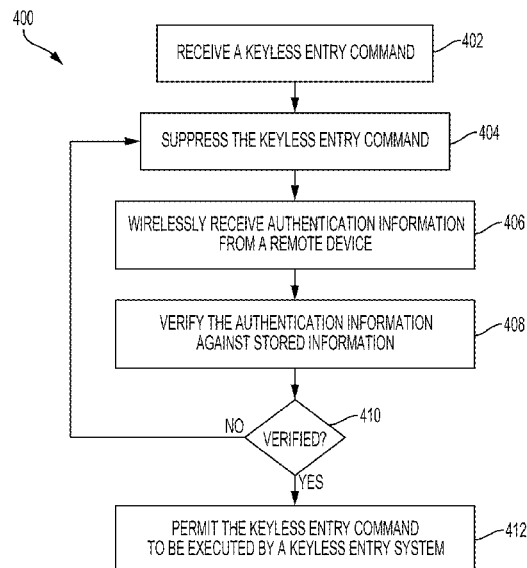 400
RECEIVE A KEYLESS ENTRY COMMAND
402
SUPPRESS THE KEYLESS ENTRY COMMAND
404
WIRELESSLY RECEIVE AUTHENTICATION INFORMATION
FROM A REMOTE DEVICE
406
VERIFY THE AUTHENTICATION INFORMATION
AGAINST STORED INFORMATION
408
NO
VERIFIED?
410
YES
PERMIT THE KEYLESS ENTRY COMMAND
TO BE EXECUTED BY A KEYLESS ENTRY SYSTEM
412